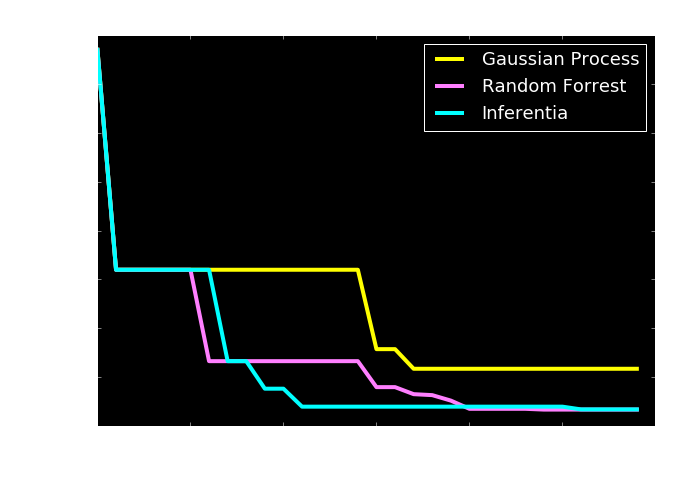 Gaussian Process
Random Forrest
Inferentia